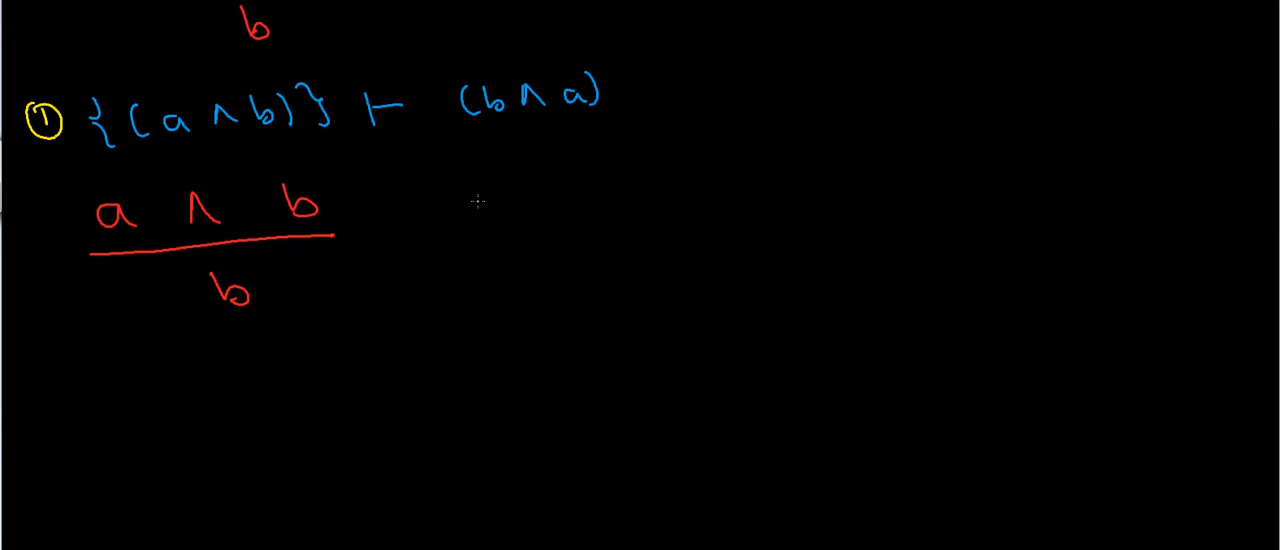 b
① {(a ∧ b)} ⊢ (b ∧ a)
a ∧ b
b